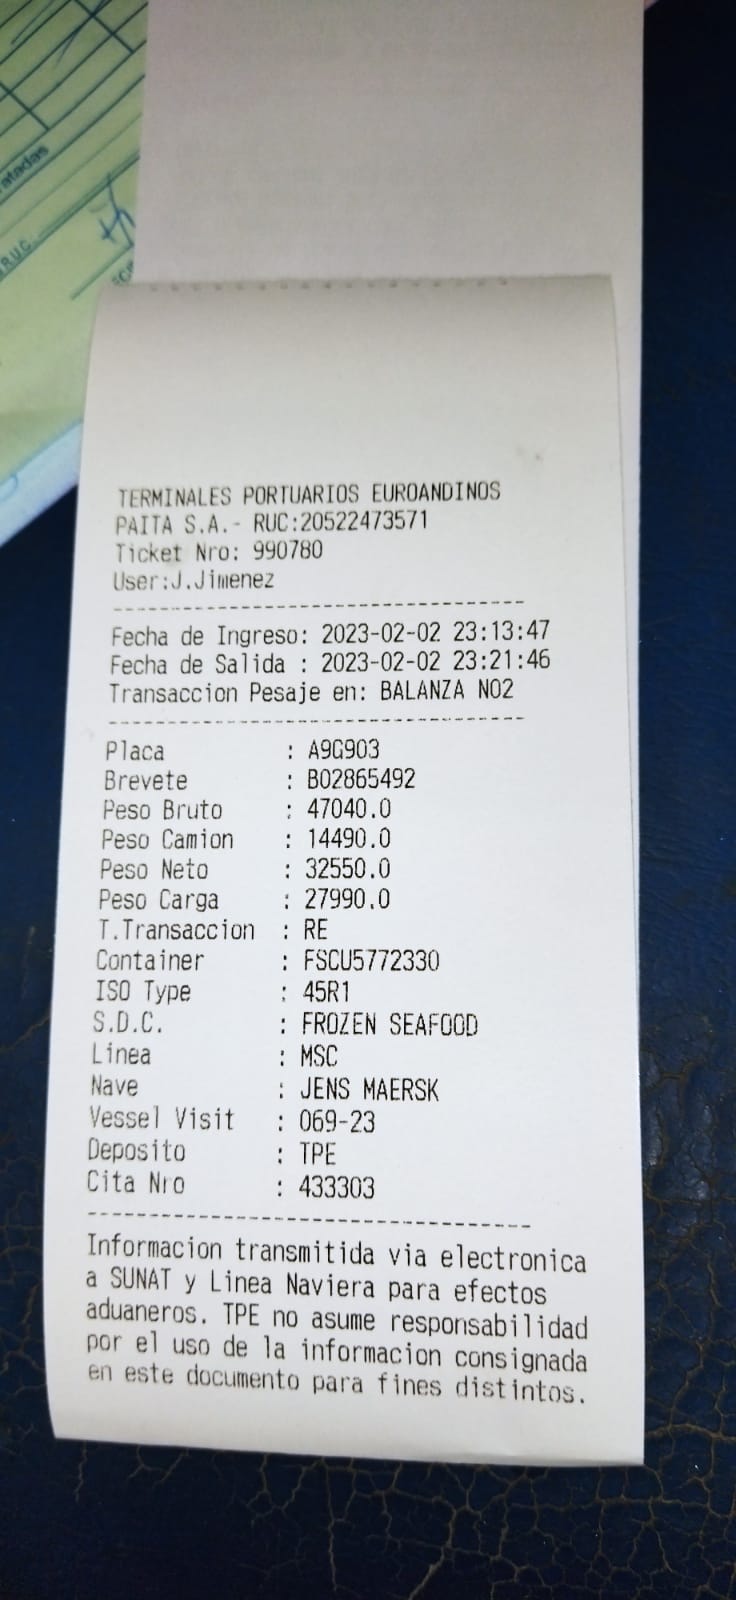 ratadas
R.U.C.
TERMINALES PORTUARIOS EUROANDINOS
PAITA S.A.- RUC:20522473571
Ticket Nro: 990780
User:J.Jimenez
Fecha de Ingreso: 2023-02-02 23:13:47
Fecha de Salida : 2023-02-02 23:21:46
Transaccion Pesaje en: BALANZA NO2
Placa : A9G903
Brevete : B02865492
Peso Bruto : 47040.0
Peso Camion : 14490.0
Peso Neto : 32550.0
Peso Carga : 27990.0
T.Transaccion : RE
Container : FSCU5772330
ISO Type : 45R1
S.D.C. : FROZEN SEAFOOD
Linea : MSC
Nave : JENS MAERSK
Vessel Visit : 069-23
Deposito : TPE
Cita Nro : 433303
Informacion transmitida via electronica
a SUNAT y Linea Naviera para efectos
aduaneros. TPE no asume responsabilidad
por el uso de la informacion consignada
en este documento para fines distintos.